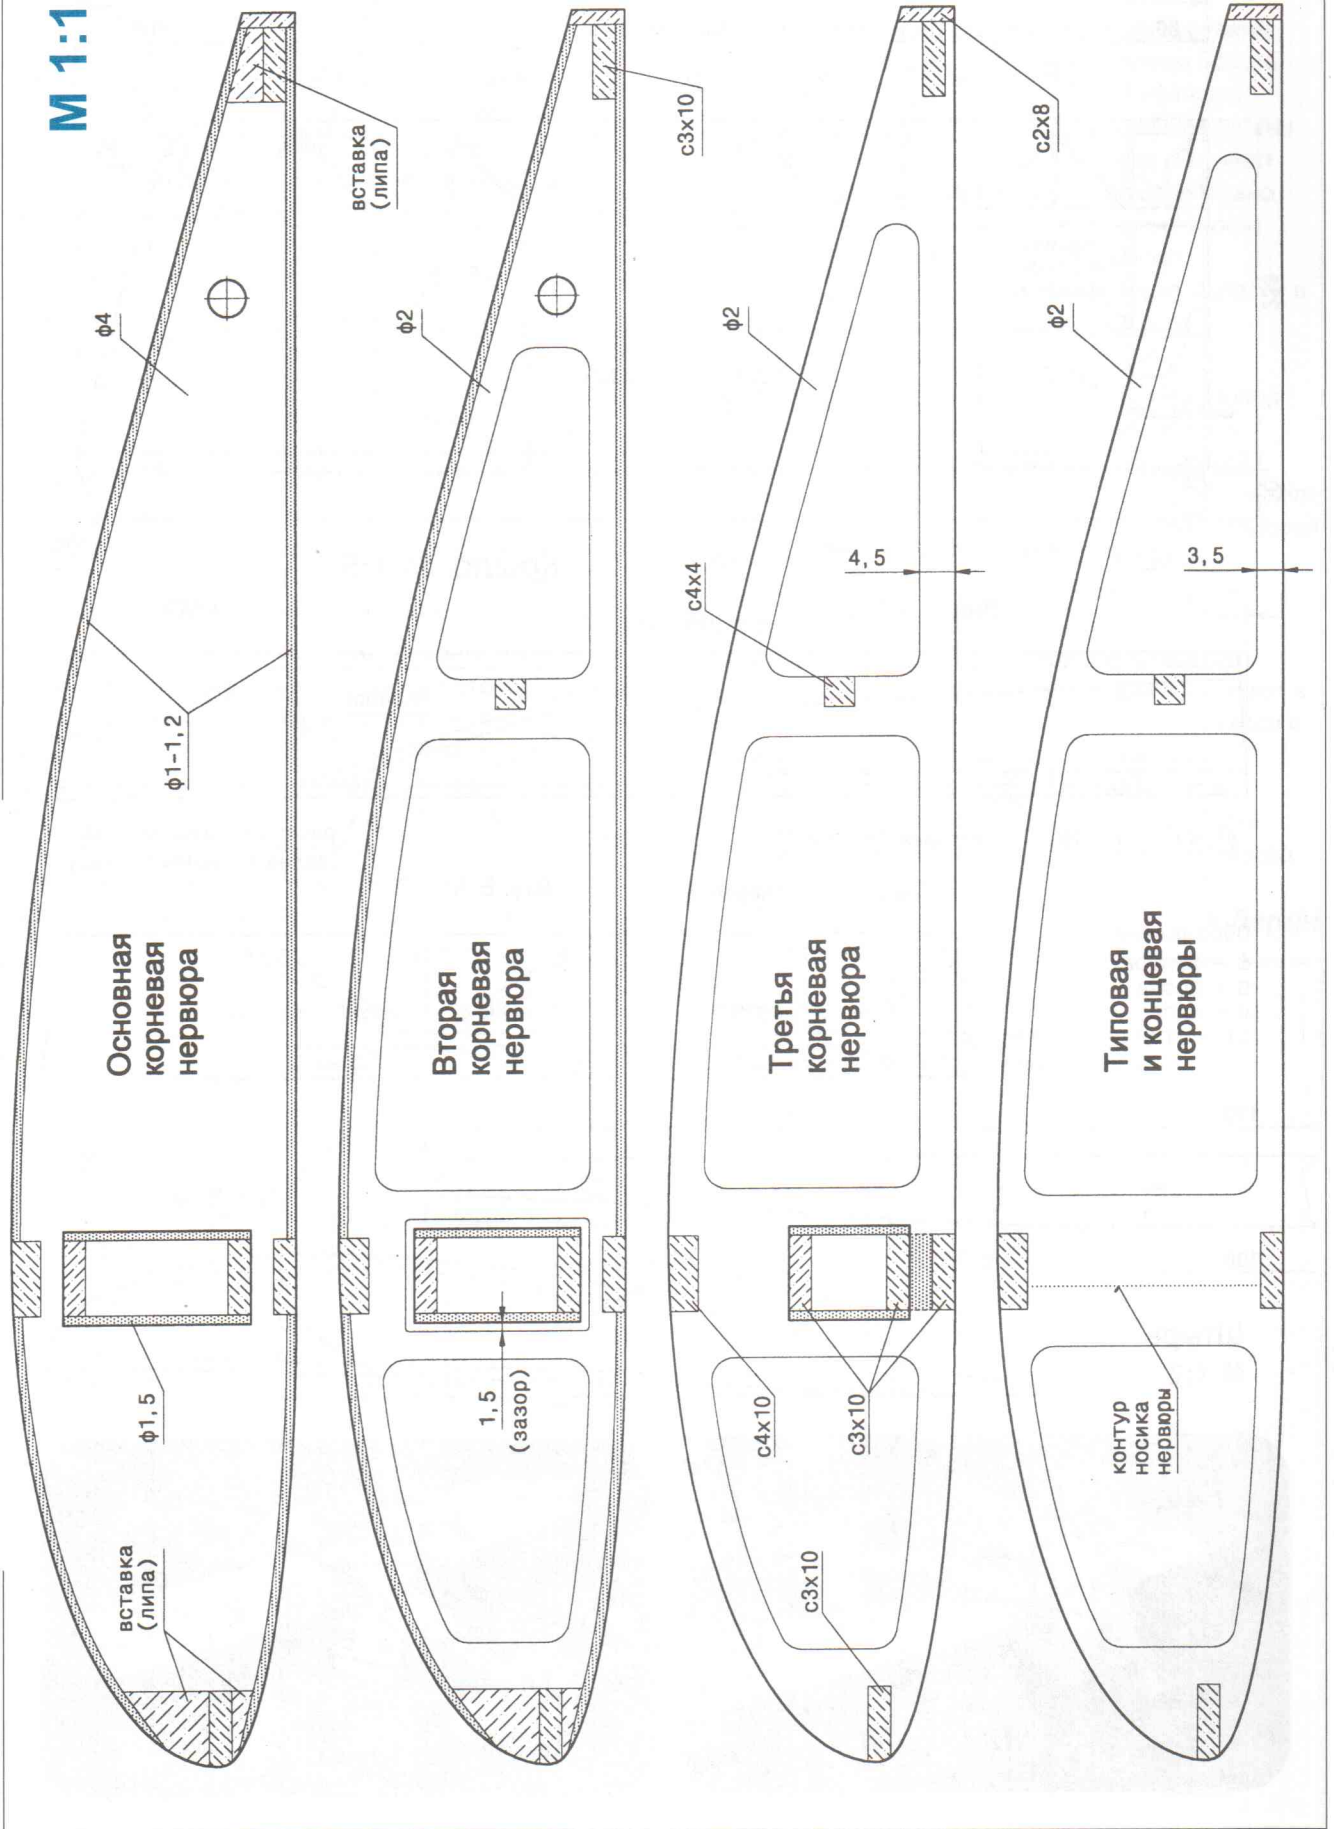 М 1:1
вставка
(липа)
ф4
ф1-1,2
Основная
корневая
нервюра
ф1,5
вставка
(липа)
с3х10
ф2
Вторая
корневая
нервюра
1,5
(зазор)
с2х8
ф2
4,5
с4х4
Третья
корневая
нервюра
с4х10
с3х10
с3х10
ф2
3,5
Типовая
и концевая
нервюры
контур
носика
нервюры